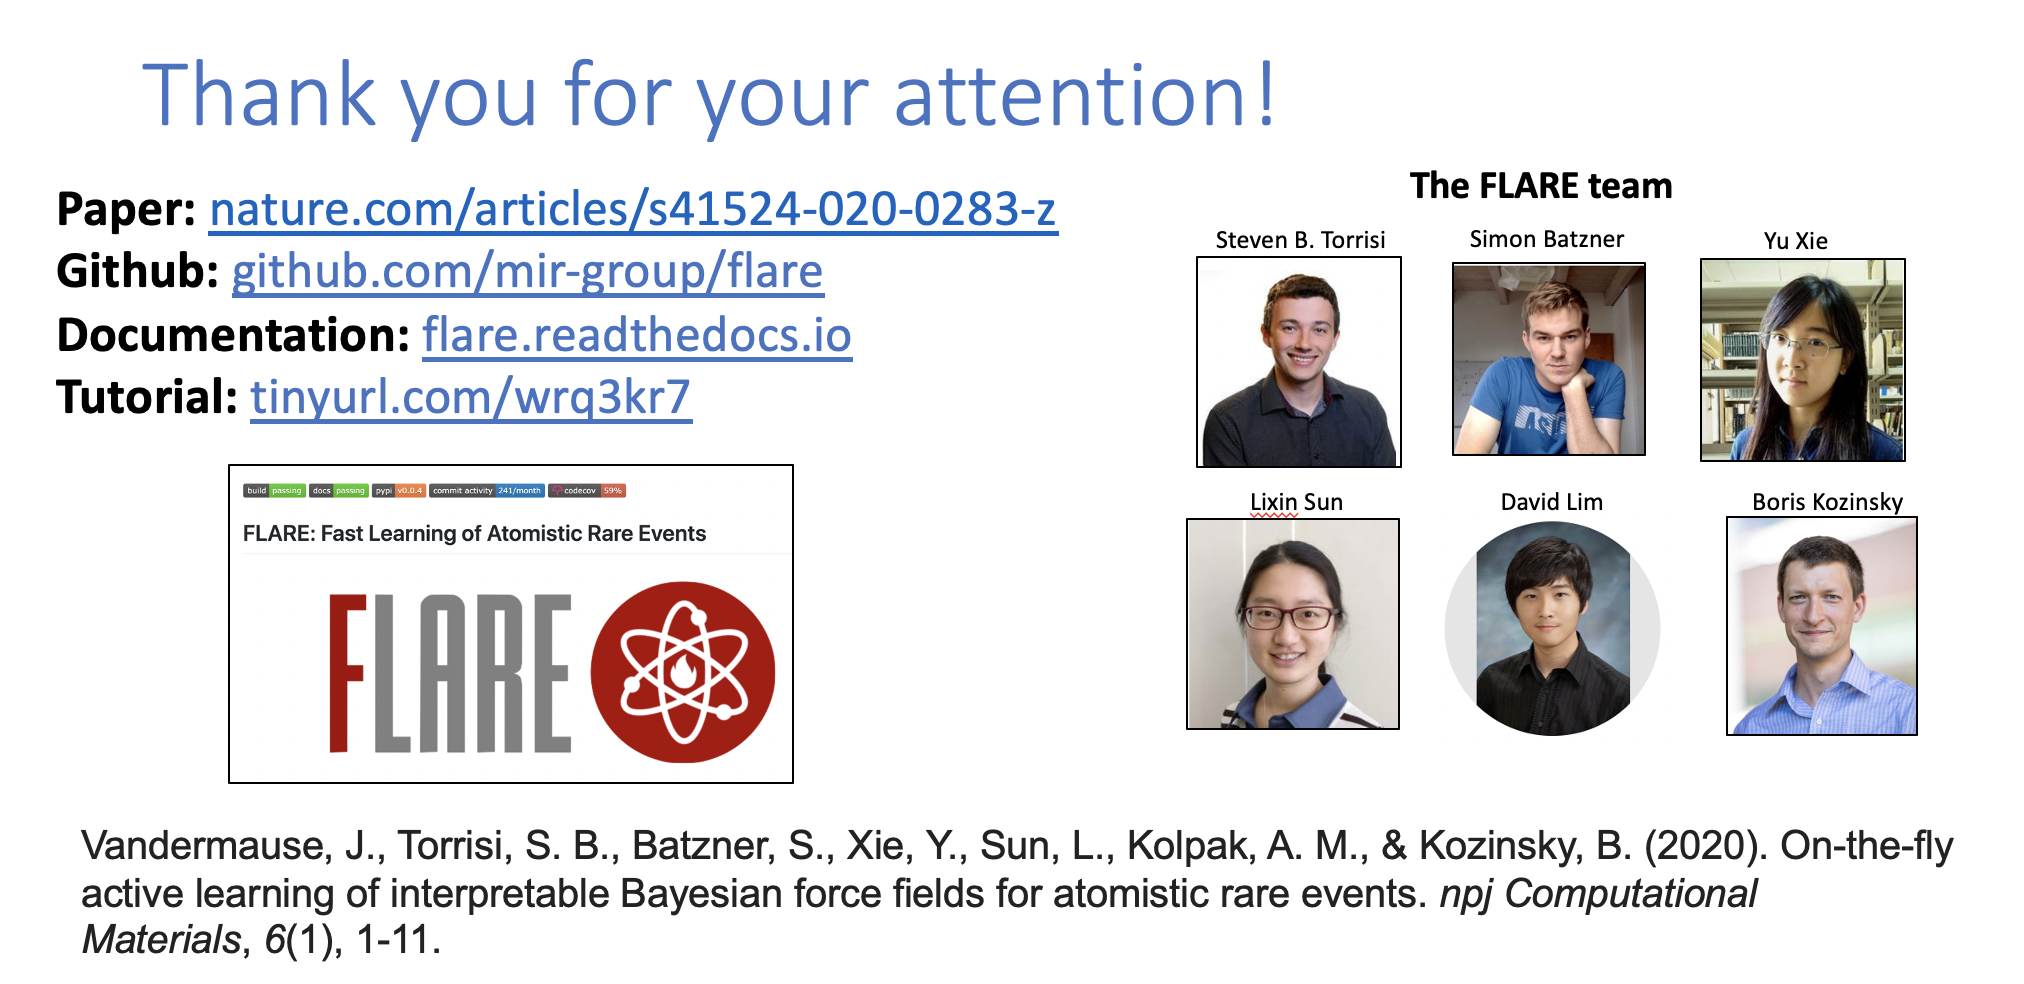 Thank you for your attention!
Paper: nature.com/articles/s41524-020-0283-z
Github: github.com/mir-group/flare
Documentation: flare.readthedocs.io
Tutorial: tinyurl.com/wrq3kr7
build passing docs passing pypi v0.0.4 commit activity 241/month codecov 59%
FLARE: Fast Learning of Atomistic Rare Events
FLARE
The FLARE team
Steven B. Torrisi Simon Batzner Yu Xie
Lixin Sun David Lim Boris Kozinsky
Vandermause, J., Torrisi, S. B., Batzner, S., Xie, Y., Sun, L., Kolpak, A. M., & Kozinsky, B. (2020). On-the-fly
active learning of interpretable Bayesian force fields for atomistic rare events. npj Computational
Materials, 6(1), 1-11.